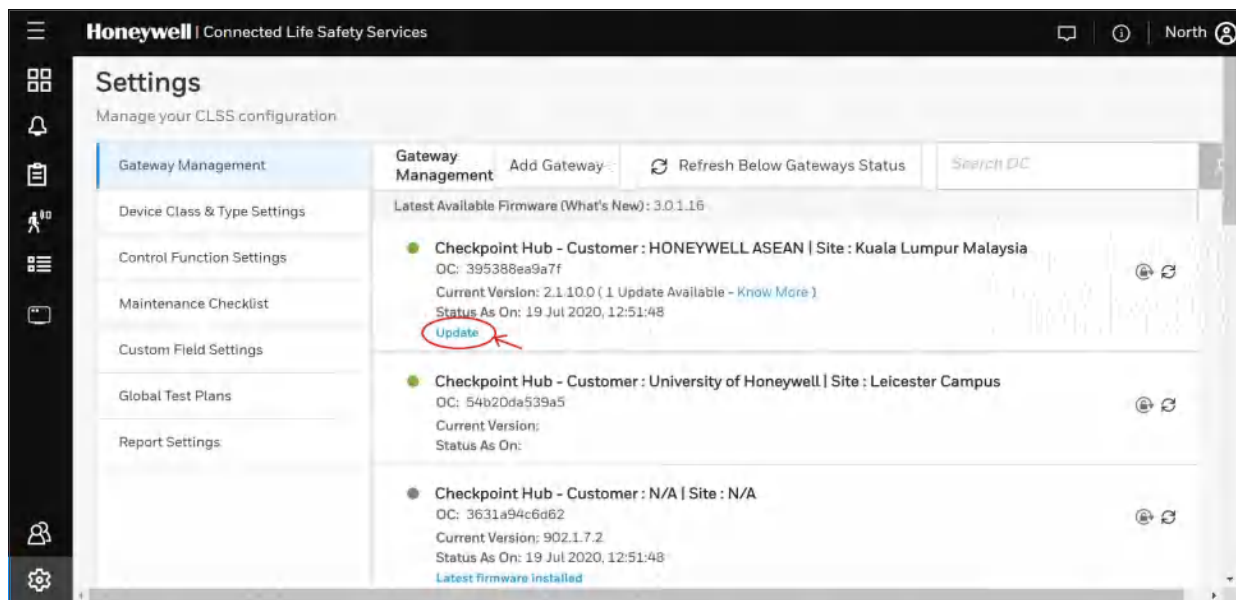 Honeywell | Connected Life Safety Services
North
Settings
Manage your CLSS configuration
Gateway Management
Device Class & Type Settings
Control Function Settings
Maintenance Checklist
Custom Field Settings
Global Test Plans
Report Settings
Gateway Management
Add Gateway
Refresh Below Gateways Status
Search OC
Latest Available Firmware (What's New) : 3.0.1.16
Checkpoint Hub - Customer : HONEYWELL ASEAN | Site : Kuala Lumpur Malaysia
OC: 395388ea9a7f
Current Version: 2.1.10.0 ( 1 Update Available - Know More )
Status As On: 19 Jul 2020, 12:51:48
Update
Checkpoint Hub - Customer : University of Honeywell | Site : Leicester Campus
OC: 54b20da539a5
Current Version:
Status As On:
Checkpoint Hub - Customer : N/A | Site : N/A
OC: 3631a94c6d62
Current Version: 902.1.7.2
Status As On: 19 Jul 2020, 12:51:48
Latest firmware installed